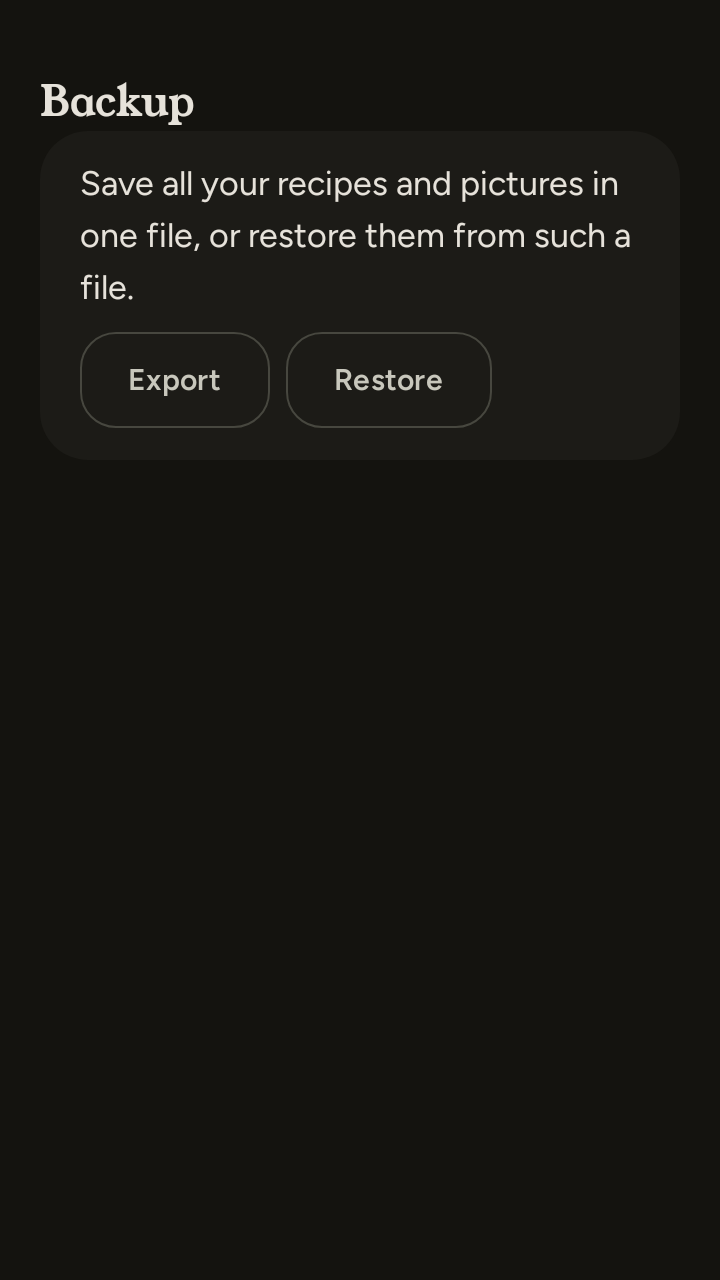 Backup
Save all your recipes and pictures in
one file, or restore them from such a
file.
Export
Restore